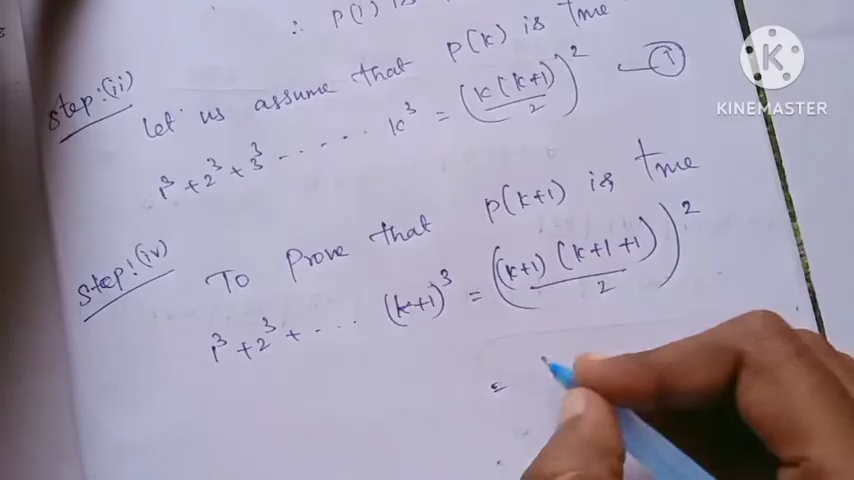 ∴ P(1) is
Step:(ii)
Let us assume that P(k) is true
1³ + 2³ + 3³ - - - - - - k³ = (k(k+1)/2)² — ①
Step:(iv)
To prove that P(k+1) is true
1³ + 2³ + - - - (k+1)³ = ((k+1)(k+1+1)/2)²
=
K
KINEMASTER